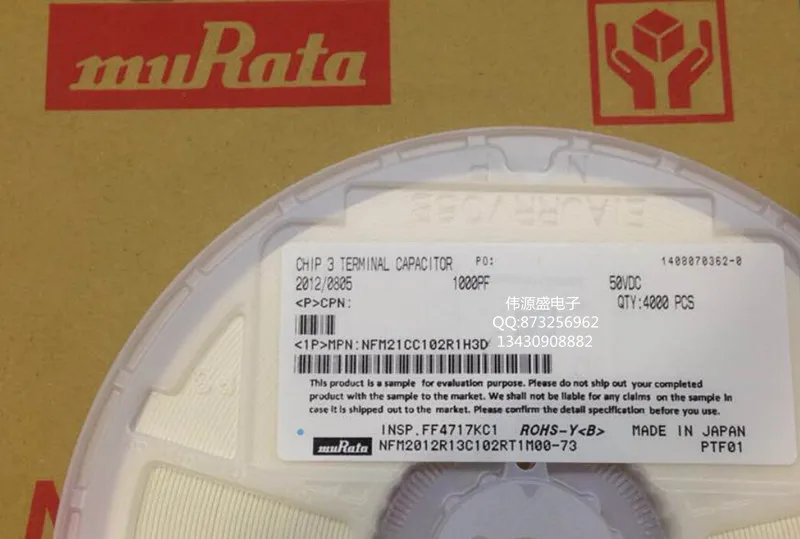 muRata
CHIP 3 TERMINAL CAPACITOR PO: 1408070362-0
2012/0805 1000PF 50VDC
<P>CPN: QTY:4000 PCS
伟源盛电子
QQ:873256962
13430908882
<1P>MPN:NFM21CC102R1H3D
This product is a sample for evaluation purpose. Please do not ship out your completed
product with the sample to the market. We shall not be liable for any claims on the sample in
case it is shipped out to the market. Please confirm the detail specification before you use.
INSP.FF4717KC1 ROHS-Y<B> MADE IN JAPAN
muRata NFM2012R13C102RT1M00-73 PTF01